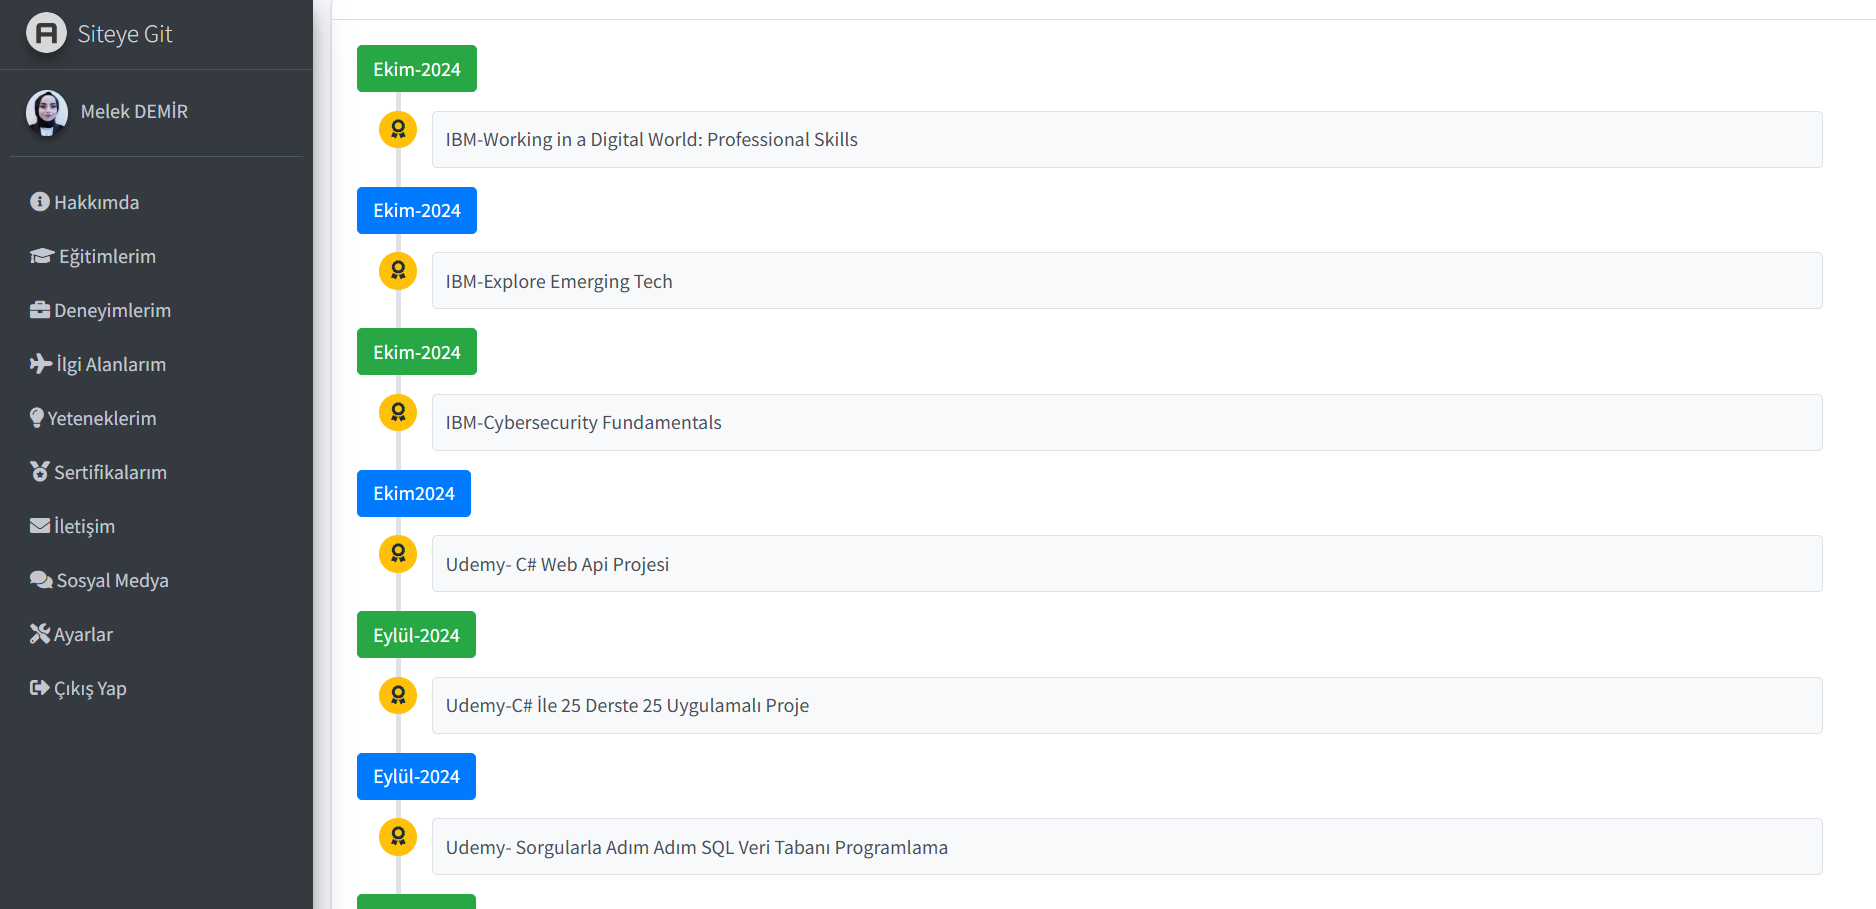 Siteye Git
Melek DEMİR
Hakkımda
Eğitimlerim
Deneyimlerim
İlgi Alanlarım
Yeteneklerim
Sertifikalarım
İletişim
Sosyal Medya
Ayarlar
Çıkış Yap
Ekim-2024
IBM-Working in a Digital World: Professional Skills
Ekim-2024
IBM-Explore Emerging Tech
Ekim-2024
IBM-Cybersecurity Fundamentals
Ekim2024
Udemy- C# Web Api Projesi
Eylül-2024
Udemy-C# İle 25 Derste 25 Uygulamalı Proje
Eylül-2024
Udemy- Sorgularla Adım Adım SQL Veri Tabanı Programlama